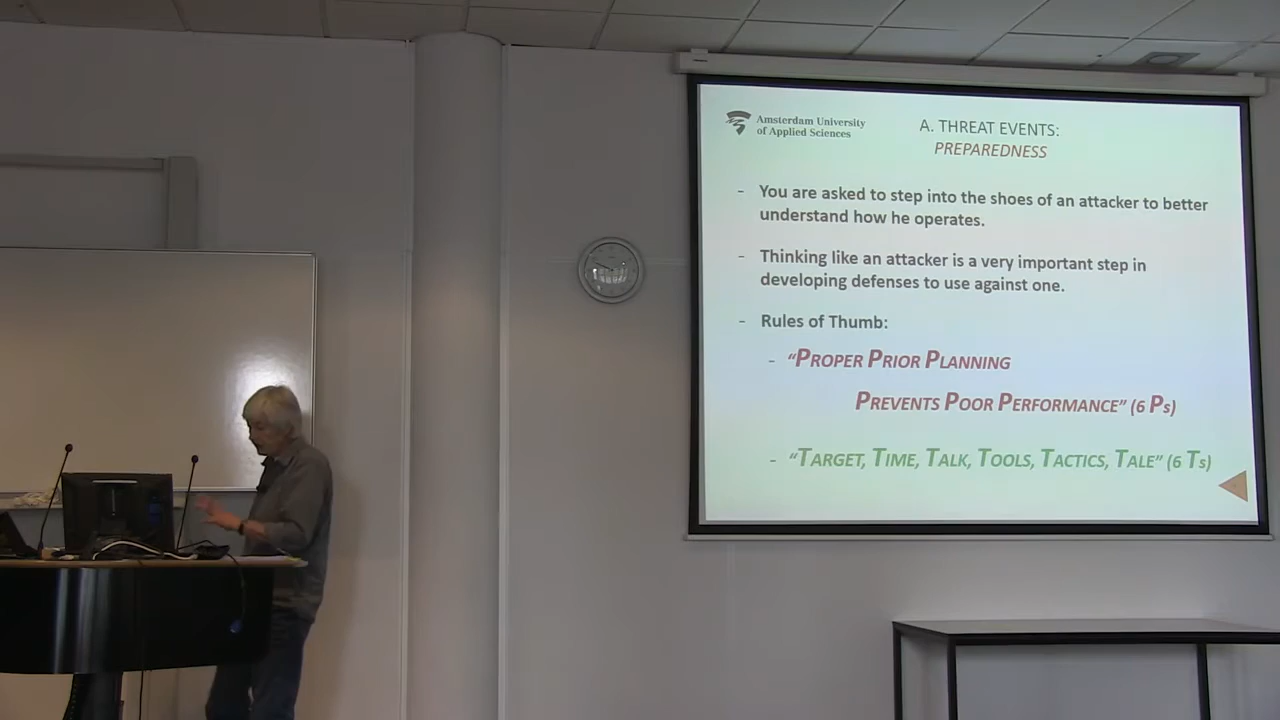 Amsterdam University
of Applied Sciences
A. THREAT EVENTS:
PREPAREDNESS
- You are asked to step into the shoes of an attacker to better
understand how he operates.
- Thinking like an attacker is a very important step in
developing defenses to use against one.
- Rules of Thumb:
- “PROPER PRIOR PLANNING
PREVENTS POOR PERFORMANCE” (6 Ps)
- “TARGET, TIME, TALK, TOOLS, TACTICS, TALE” (6 Ts)